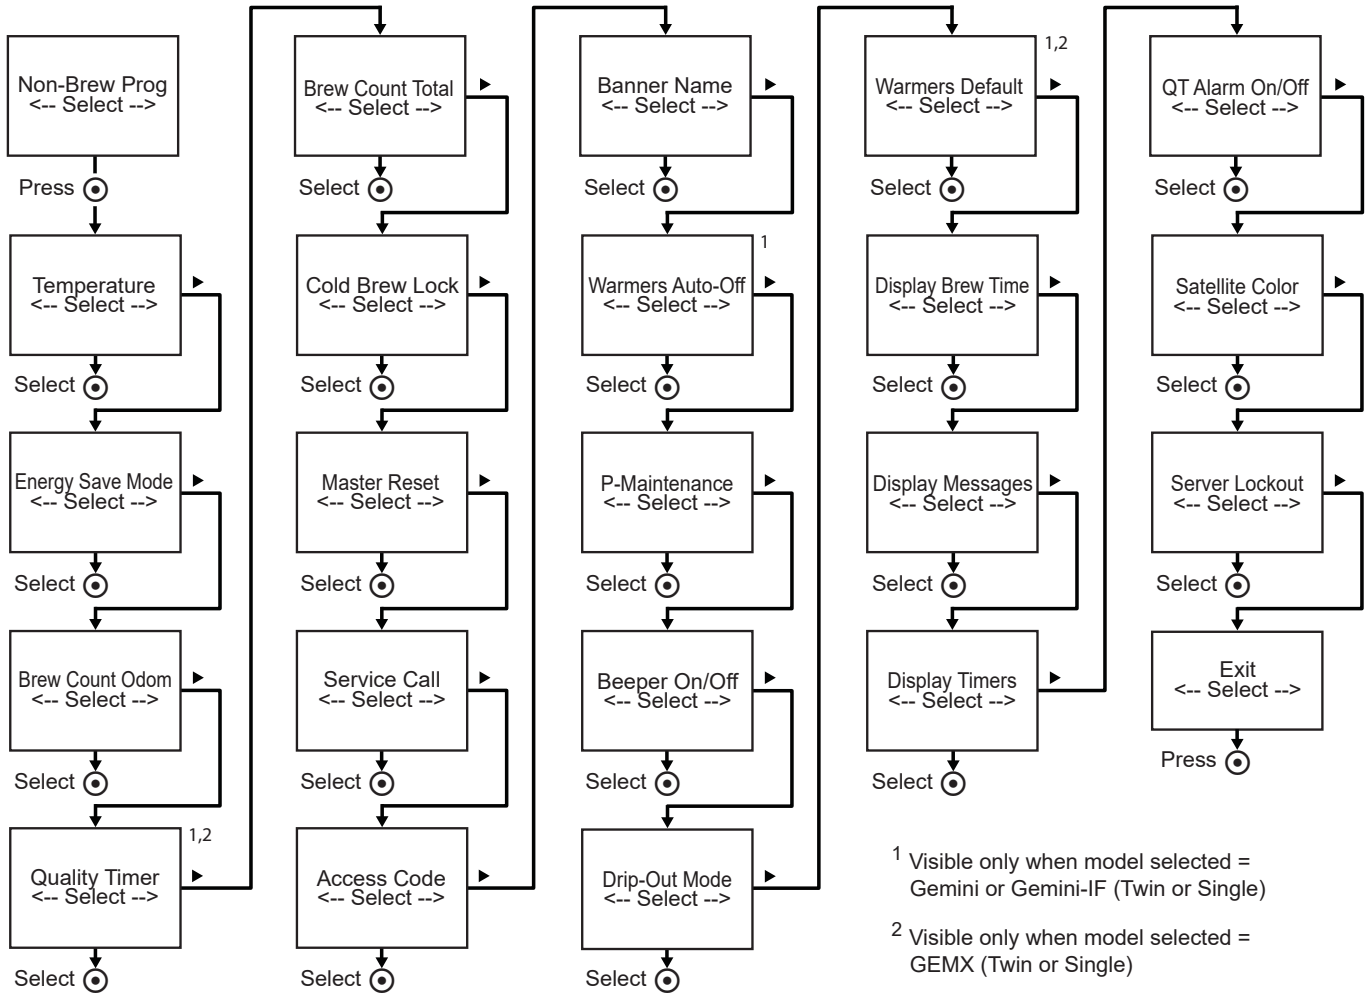 Non-Brew Prog
<-- Select -->
Press
Temperature
<-- Select -->
Select
Energy Save Mode
<-- Select -->
Select
Brew Count Odom
<-- Select -->
Select
1,2
Quality Timer
<-- Select -->
Select
Brew Count Total
<-- Select -->
Select
Cold Brew Lock
<-- Select -->
Select
Master Reset
<-- Select -->
Select
Service Call
<-- Select -->
Select
Access Code
<-- Select -->
Select
Banner Name
<-- Select -->
Select
1
Warmers Auto-Off
<-- Select -->
Select
P-Maintenance
<-- Select -->
Select
Beeper On/Off
<-- Select -->
Select
Drip-Out Mode
<-- Select -->
Select
1,2
Warmers Default
<-- Select -->
Select
Display Brew Time
<-- Select -->
Select
Display Messages
<-- Select -->
Select
Display Timers
<-- Select -->
Select
QT Alarm On/Off
<-- Select -->
Select
Satellite Color
<-- Select -->
Select
Server Lockout
<-- Select -->
Select
Exit
<-- Select -->
Press
1 Visible only when model selected =
Gemini or Gemini-IF (Twin or Single)
2 Visible only when model selected =
GEMX (Twin or Single)